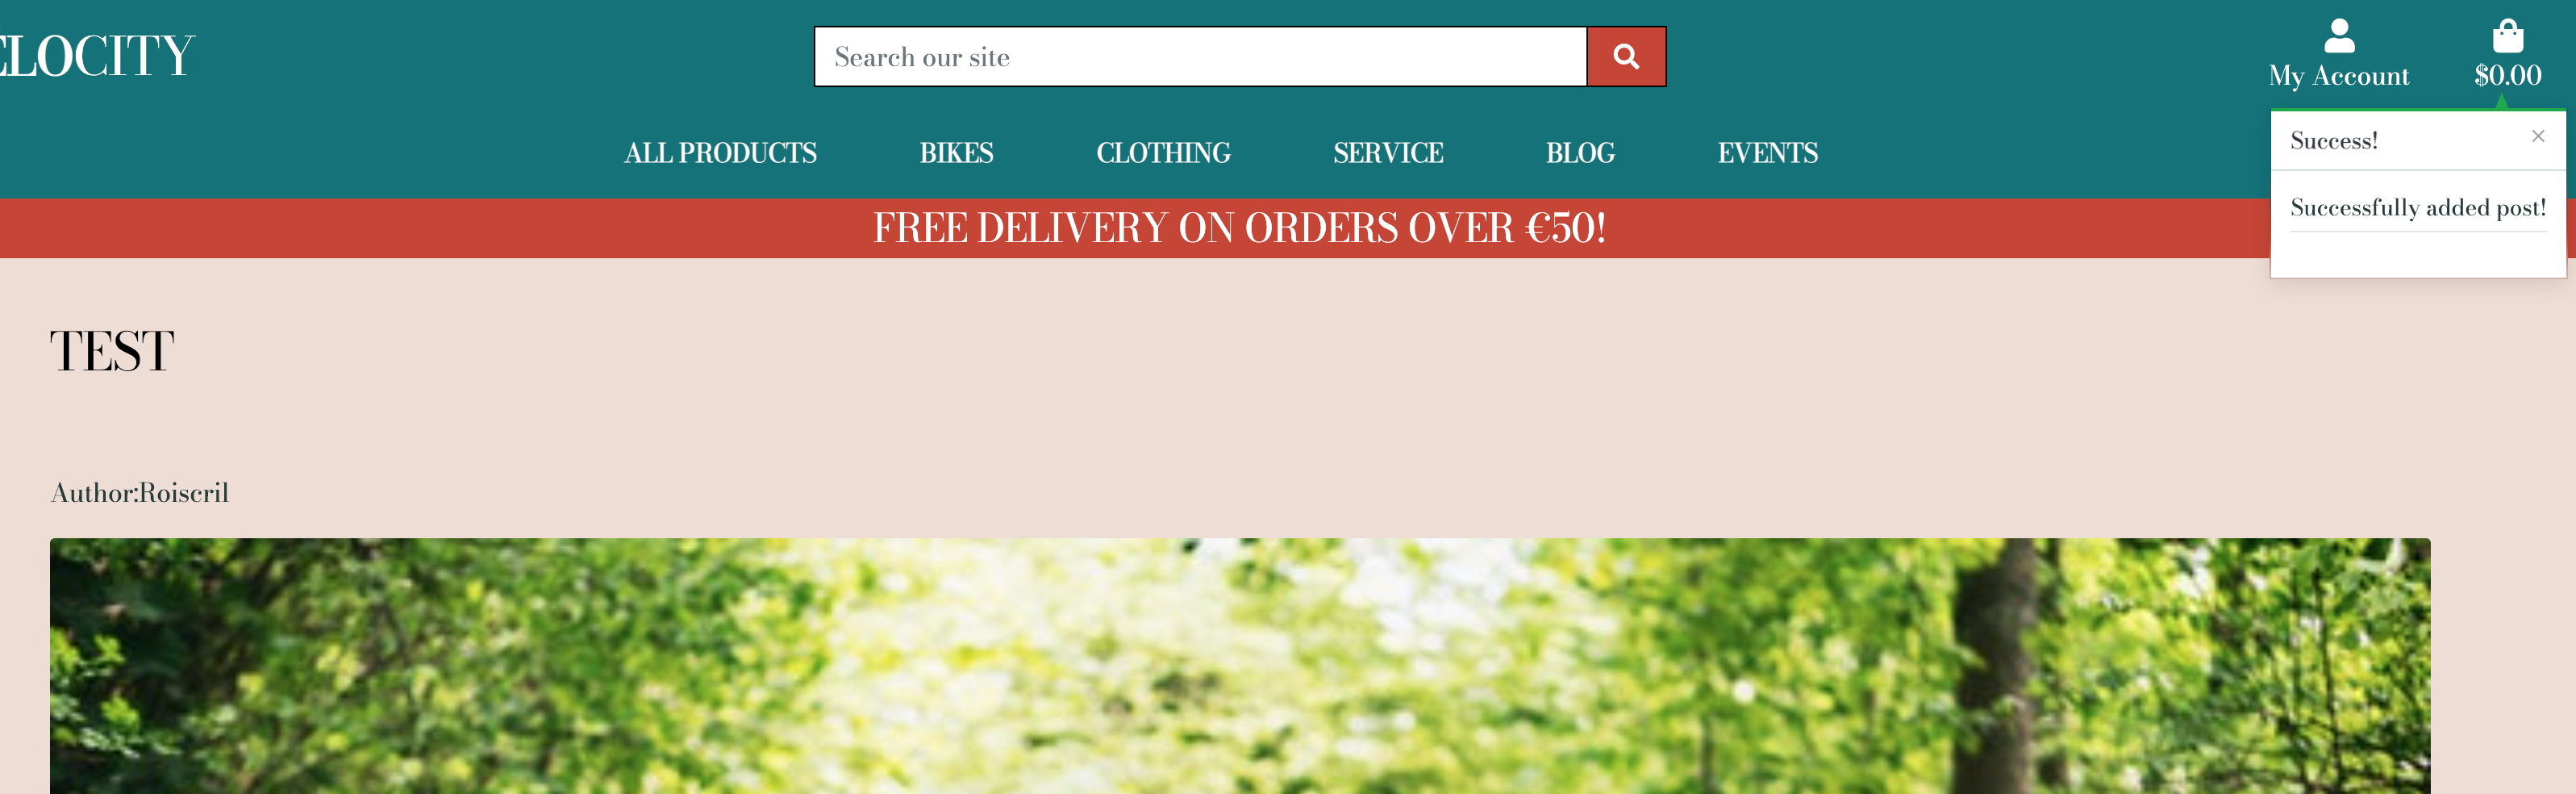 ELOCITY
Search our site
My Account
$0.00
ALL PRODUCTS
BIKES
CLOTHING
SERVICE
BLOG
EVENTS
Success!
×
Successfully added post!
FREE DELIVERY ON ORDERS OVER €50!
TEST
Author:Roiscril